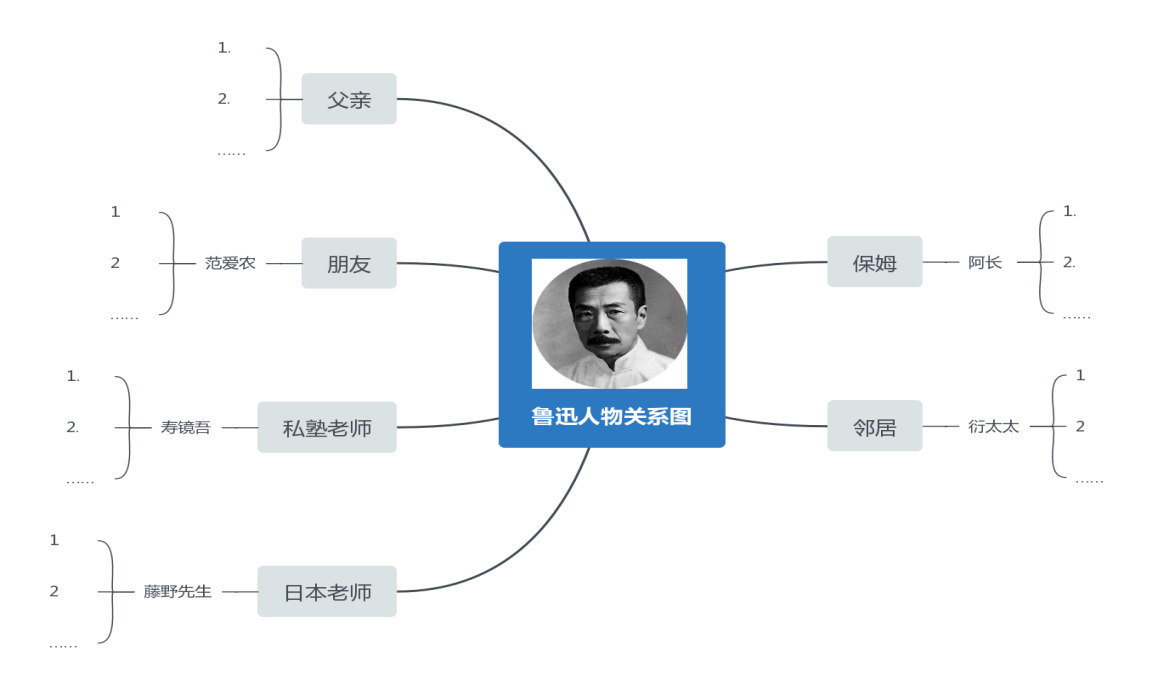 1.
2.
……
父亲
1
2
……
范爱农
朋友
1.
2.
……
寿镜吾
私塾老师
1
2
……
藤野先生
日本老师
鲁迅人物关系图
保姆
阿长
1.
2.
……
邻居
衍太太
1
2
……